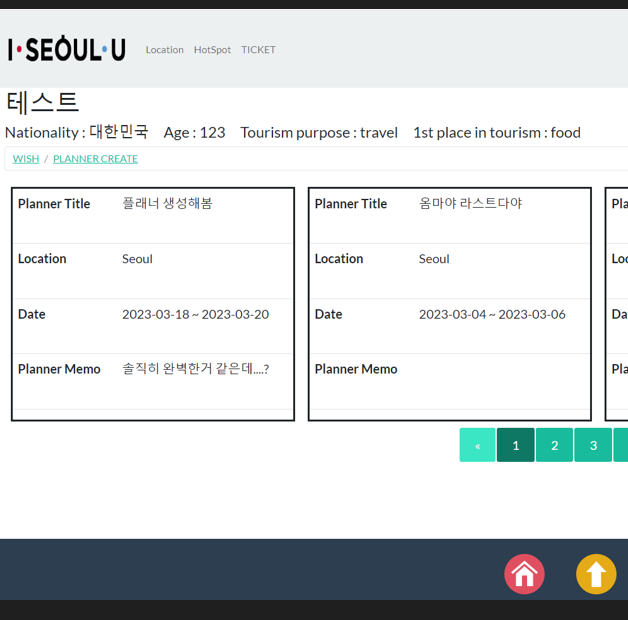 I·SEOUL·U
Location HotSpot TICKET
테스트
Nationality : 대한민국 Age : 123 Tourism purpose : travel 1st place in tourism : food
WISH / PLANNER CREATE
Planner Title 플래너 생성해봄
Location Seoul
Date 2023-03-18 ~ 2023-03-20
Planner Memo 솔직히 완벽한거 같은데....?
Planner Title 옴마야 라스트다야
Location Seoul
Date 2023-03-04 ~ 2023-03-06
Planner Memo
Pla
Loc
Da
Pla
« 1 2 3